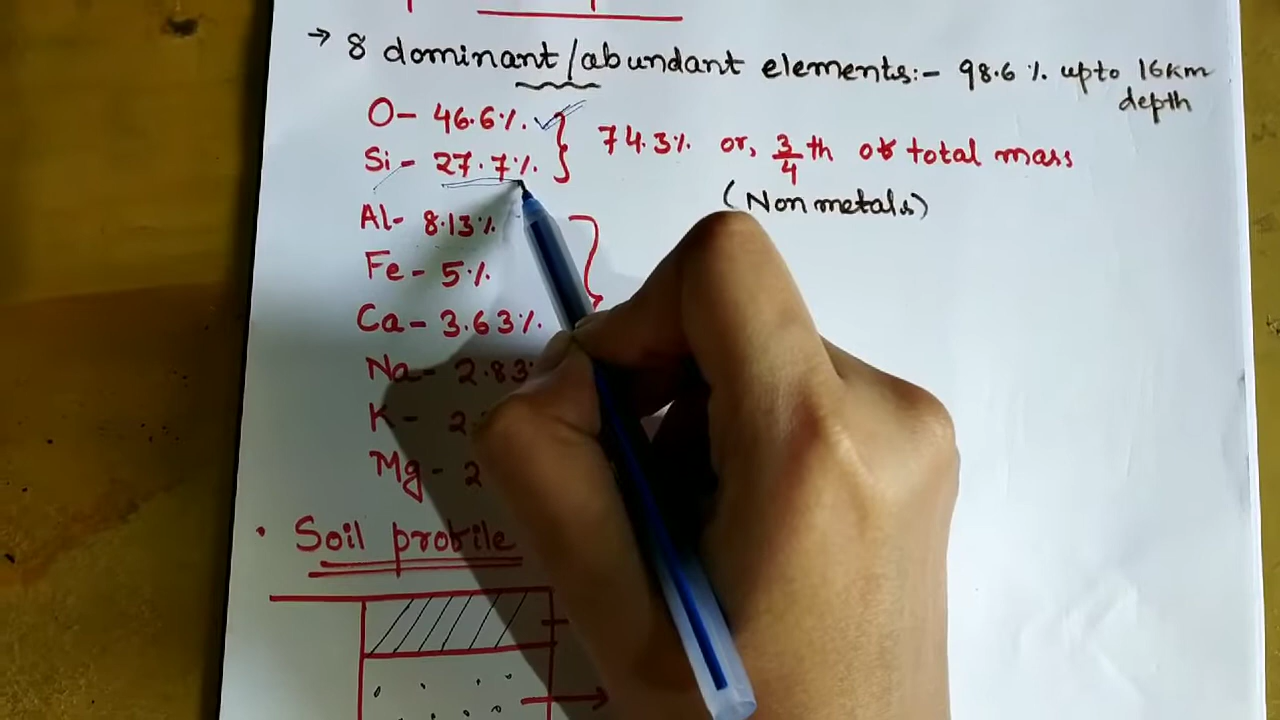 → 8 dominant/abundant elements:- 98.6% upto 16km depth
O- 46.6%.
Si- 27.7%.
74.3% or, 3/4 th of total mass
(Non metals)
Al- 8.13%
Fe- 5%
Ca- 3.63%.
Na- 2.83
K- 2.
Mg- 2
• Soil profile